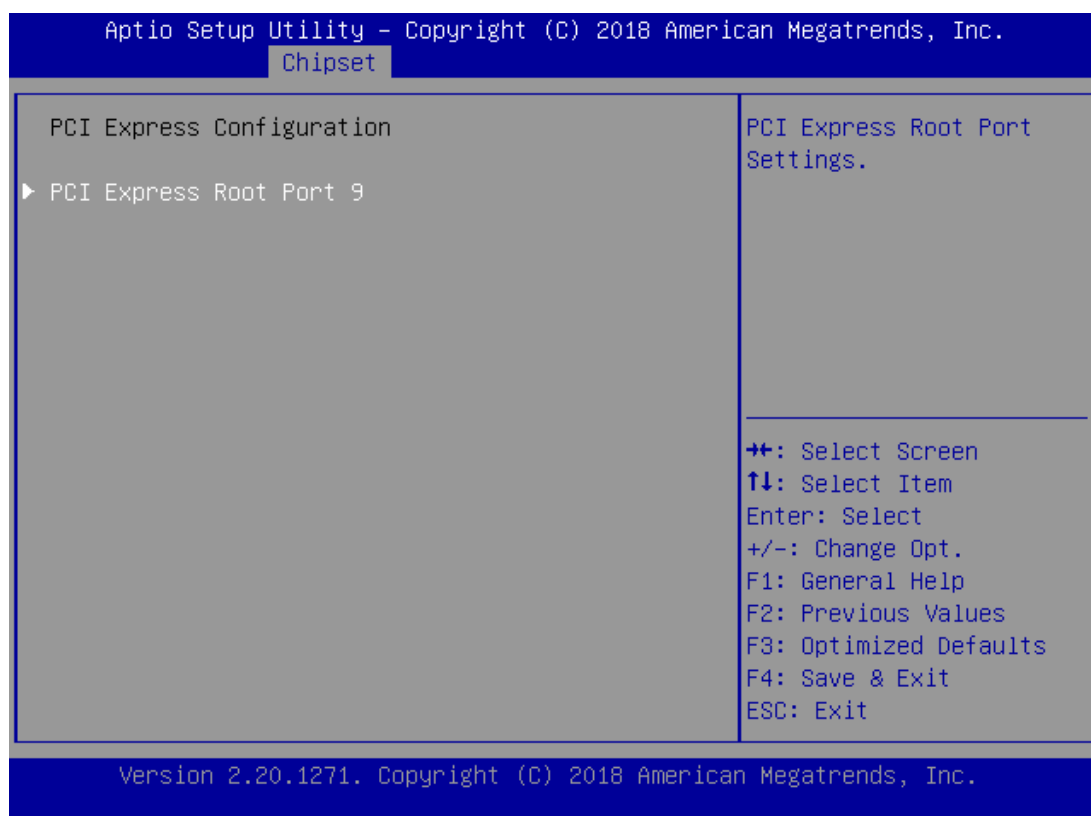 Aptio Setup Utility – Copyright (C) 2018 American Megatrends, Inc.
Chipset
PCI Express Configuration
▶ PCI Express Root Port 9
PCI Express Root Port
Settings.
→←: Select Screen
↑↓: Select Item
Enter: Select
+/-: Change Opt.
F1: General Help
F2: Previous Values
F3: Optimized Defaults
F4: Save & Exit
ESC: Exit
Version 2.20.1271. Copyright (C) 2018 American Megatrends, Inc.